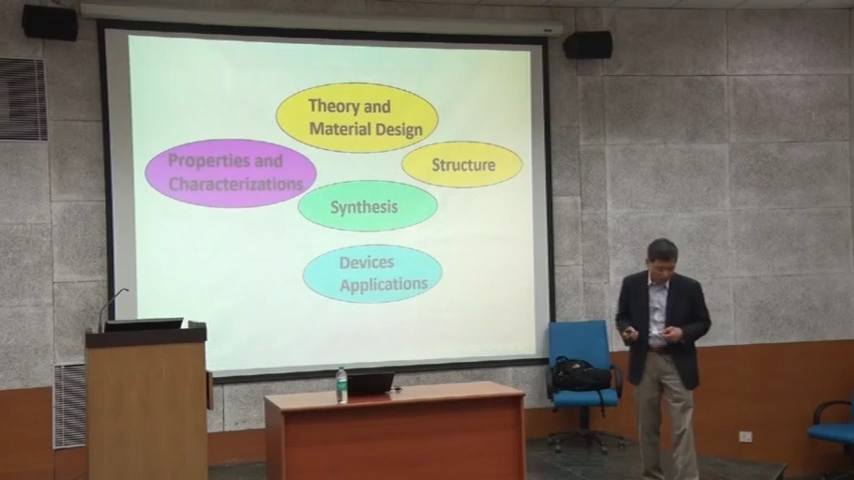 Theory and
Material Design
Properties and
Characterizations
Structure
Synthesis
Devices
Applications